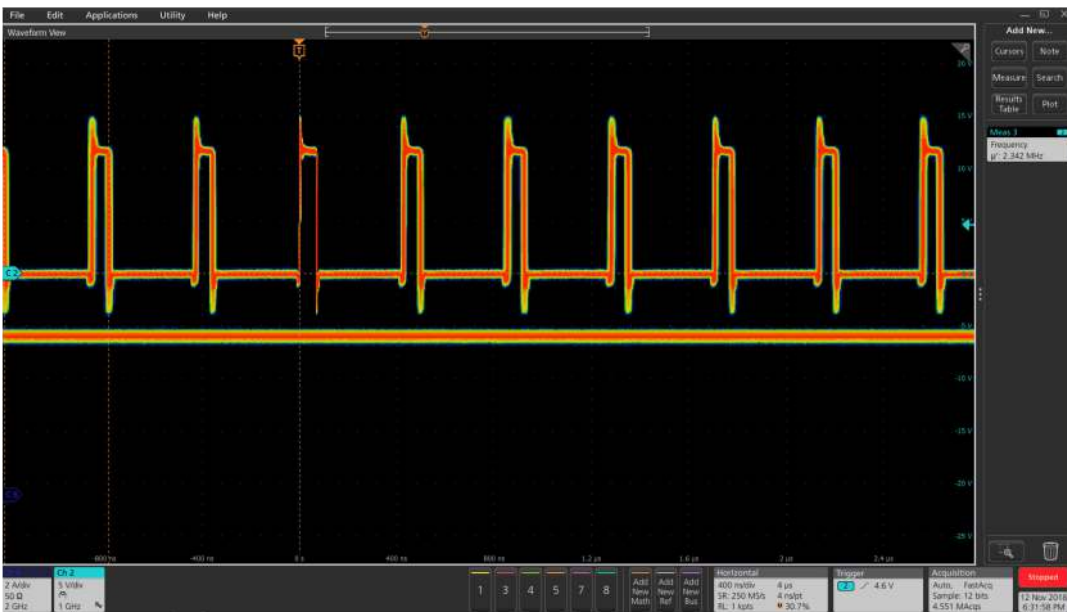 File Edit Applications Utility Help
Waveform View
Add New...
Cursors Note
Measure Search
Results Table Plot
Meas 3 2
Frequency
µ': 2.342 MHz
20 V
15 V
10 V
C 2
-5 V
-10 V
-15 V
-20 V
-25 V
-800 ns -400 ns 0 s 400 ns 800 ns 1.2 µs 1.6 µs 2 µs 2.4 µs
2 A/div
50 Ω
2 GHz
Ch 2
5 V/div
1 GHz
1 3 4 5 7 8
Add New Math
Add New Ref
Add New Bus
Horizontal
400 ns/div 4 µs
SR: 250 MS/s 4 ns/pt
RL: 1 kpts 30.7%
Trigger
2 4.6 V
Acquisition
Auto, FastAcq
Sample: 12 bits
4.551 MAcqs
Stopped
12 Nov 2018
6:31:58 PM